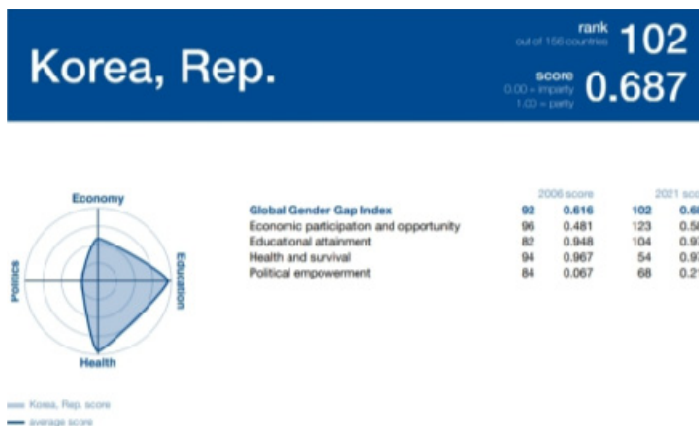 Korea, Rep.
rank 102
out of 156 countries
score 0.687
0.00 = imparity
1.00 = parity
Economy
Politics
Education
Health
Korea, Rep. score
average score
2006 score 2021
Global Gender Gap Index 92 0.616 102
Economic participation and opportunity 96 0.481 123
Educational attainment 82 0.948 104
Health and survival 94 0.967 54
Political empowerment 84 0.067 68